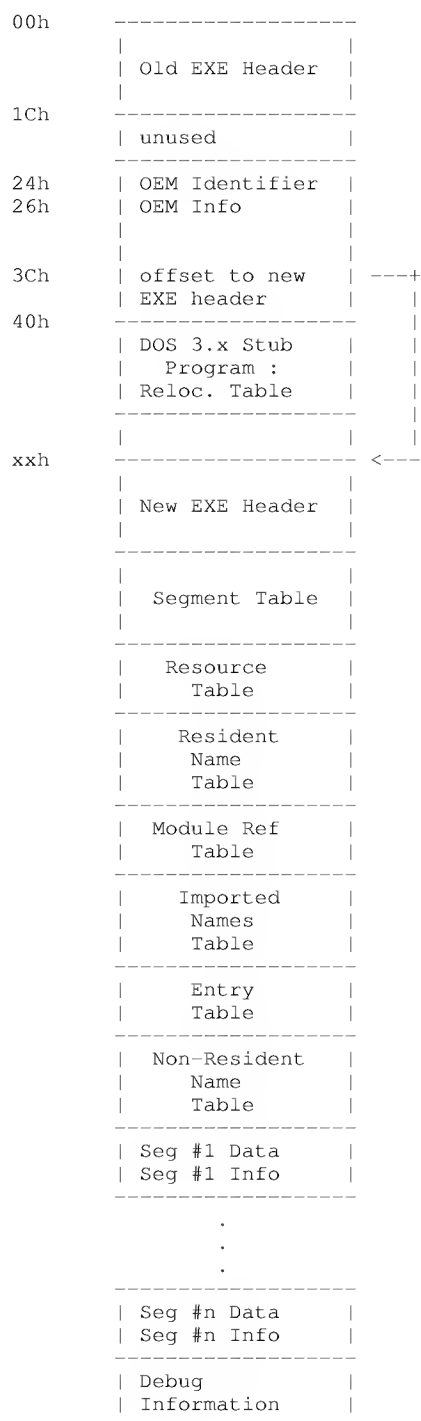 00h
Old EXE Header
1Ch
unused
24h OEM Identifier
26h OEM Info
3Ch offset to new
EXE header
40h
DOS 3.x Stub
Program :
Reloc. Table
xxh
New EXE Header
Segment Table
Resource
Table
Resident
Name
Table
Module Ref
Table
Imported
Names
Table
Entry
Table
Non-Resident
Name
Table
Seg #1 Data
Seg #1 Info
.
.
.
Seg #n Data
Seg #n Info
Debug
Information